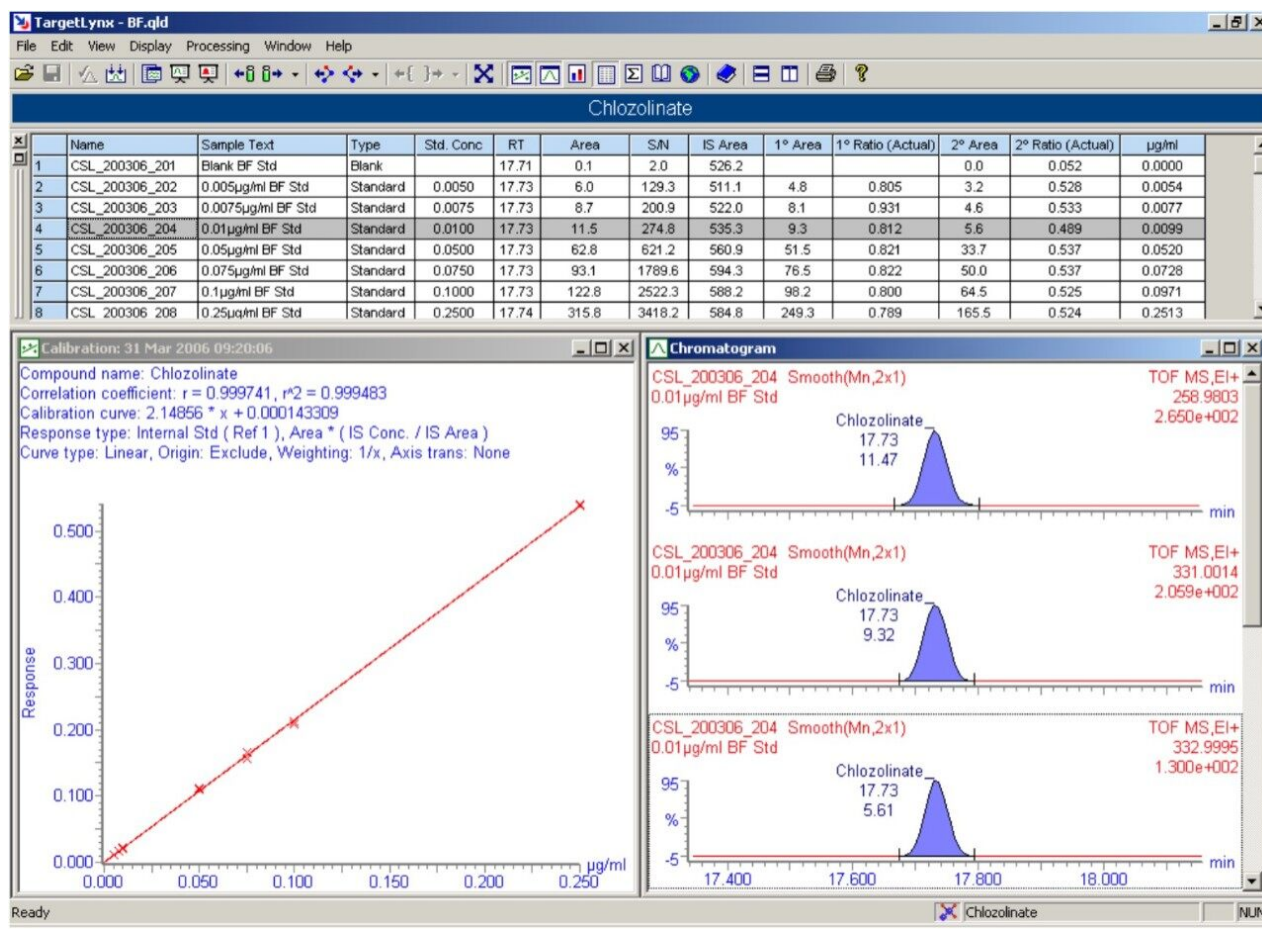 TargetLynx - BF.qld
File Edit View Display Processing Window Help
Chlozolinate
Name Sample Text Type Std. Conc RT Area S/N IS Area 1º Area 1º Ratio (Actual) 2º Area 2º Ratio (Actual) µg/ml
1 CSL_200306_201 Blank BF Std Blank 17.71 0.1 2.0 526.2 0.0 0.052 0.0000
2 CSL_200306_202 0.005µg/ml BF Std Standard 0.0050 17.73 6.0 129.3 511.1 4.8 0.805 3.2 0.528 0.0054
3 CSL_200306_203 0.0075µg/ml BF Std Standard 0.0075 17.73 8.7 200.9 522.0 8.1 0.931 4.6 0.533 0.0077
4 CSL_200306_204 0.01µg/ml BF Std Standard 0.0100 17.73 11.5 274.8 535.3 9.3 0.812 5.6 0.489 0.0099
5 CSL_200306_205 0.05µg/ml BF Std Standard 0.0500 17.73 62.8 621.2 560.9 51.5 0.821 33.7 0.537 0.0520
6 CSL_200306_206 0.075µg/ml BF Std Standard 0.0750 17.73 93.1 1789.6 594.3 76.5 0.822 50.0 0.537 0.0728
7 CSL_200306_207 0.1µg/ml BF Std Standard 0.1000 17.73 122.8 2522.3 588.2 98.2 0.800 64.5 0.525 0.0971
8 CSL_200306_208 0.25µg/ml BF Std Standard 0.2500 17.74 315.8 3418.2 584.8 249.3 0.789 165.5 0.524 0.2513
Calibration: 31 Mar 2006 09:20:06
Compound name: Chlozolinate
Correlation coefficient: r = 0.999741, r^2 = 0.999483
Calibration curve: 2.14856 * x + 0.000143309
Response type: Internal Std ( Ref 1 ), Area * ( IS Conc. / IS Area )
Curve type: Linear, Origin: Exclude, Weighting: 1/x, Axis trans: None
Response
0.500
0.400
0.300
0.200
0.100
0.000
µg/ml
0.000 0.050 0.100 0.150 0.200 0.250
Chromatogram
CSL_200306_204 Smooth(Mn,2x1) TOF MS,EI+
0.01µg/ml BF Std 258.9803
2.650e+002
Chlozolinate
17.73
11.47
95
%
-5
min
CSL_200306_204 Smooth(Mn,2x1) TOF MS,EI+
0.01µg/ml BF Std 331.0014
2.059e+002
Chlozolinate
17.73
9.32
95
%
-5
min
CSL_200306_204 Smooth(Mn,2x1) TOF MS,EI+
0.01µg/ml BF Std 332.9995
1.300e+002
Chlozolinate
17.73
5.61
95
%
-5
min
17.400 17.600 17.800 18.000
Ready Chlozolinate NUM